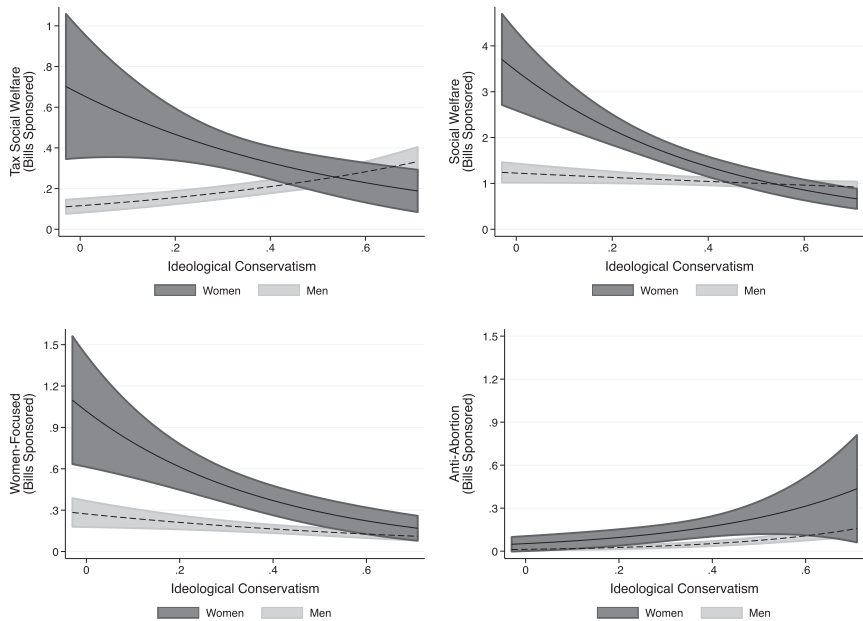 Tax Social Welfare
(Bills Sponsored)
1
.8
.6
.4
.2
0
0
.2
.4
.6
Ideological Conservatism
Women
Men
Social Welfare
(Bills Sponsored)
4
3
2
1
0
0
.2
.4
.6
Ideological Conservatism
Women
Men
Women-Focused
(Bills Sponsored)
1.5
1.2
.9
.6
.3
0
0
.2
.4
.6
Ideological Conservatism
Women
Men
Anti-Abortion
(Bills Sponsored)
1.5
1.2
.9
.6
.3
0
.0
.2
.4
.6
Ideological Conservatism
Women
Men